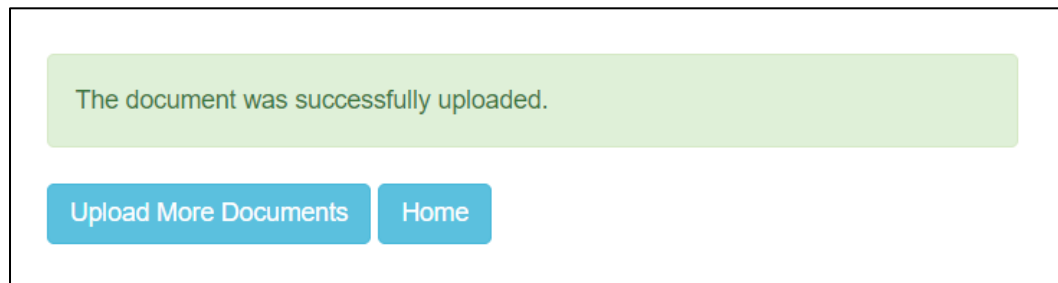 The document was successfully uploaded.
Upload More Documents Home